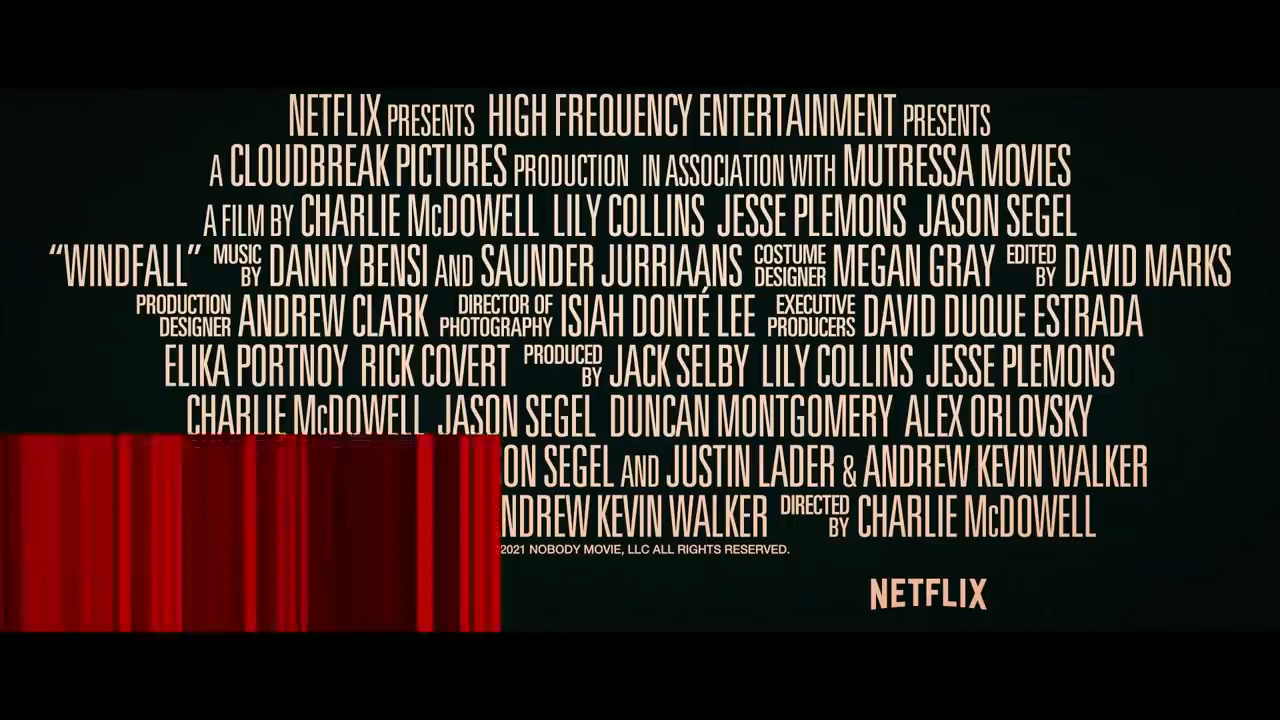 NETFLIX PRESENTS HIGH FREQUENCY ENTERTAINMENT PRESENTS
A CLOUDBREAK PICTURES PRODUCTION IN ASSOCIATION WITH MUTRESSA MOVIES
A FILM BY CHARLIE McDOWELL LILY COLLINS JESSE PLEMONS JASON SEGEL
“WINDFALL” MUSIC BY DANNY BENSI AND SAUNDER JURRIAANS COSTUME DESIGNER MEGAN GRAY EDITED BY DAVID MARKS
PRODUCTION DESIGNER ANDREW CLARK DIRECTOR OF PHOTOGRAPHY ISIAH DONTÉ LEE EXECUTIVE PRODUCERS DAVID DUQUE ESTRADA
ELIKA PORTNOY RICK COVERT PRODUCED BY JACK SELBY LILY COLLINS JESSE PLEMONS
CHARLIE McDOWELL JASON SEGEL DUNCAN MONTGOMERY ALEX ORLOVSKY
SEGEL AND JUSTIN LADER & ANDREW KEVIN WALKER
KEVIN WALKER DIRECTED BY CHARLIE McDOWELL
2021 NOBODY MOVIE, LLC ALL RIGHTS RESERVED.
NETFLIX